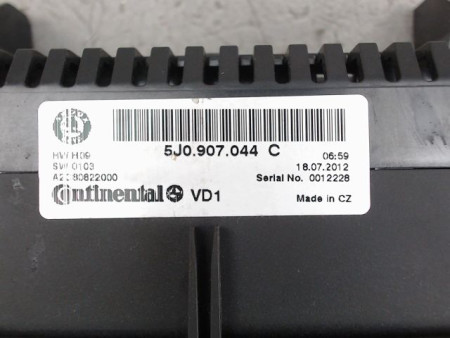 ŠKODA
5J0.907.044 C
HW H09
06:59
SW 0103
18.07.2012
Serial No. 0012228
Continental VD1
Made in CZ